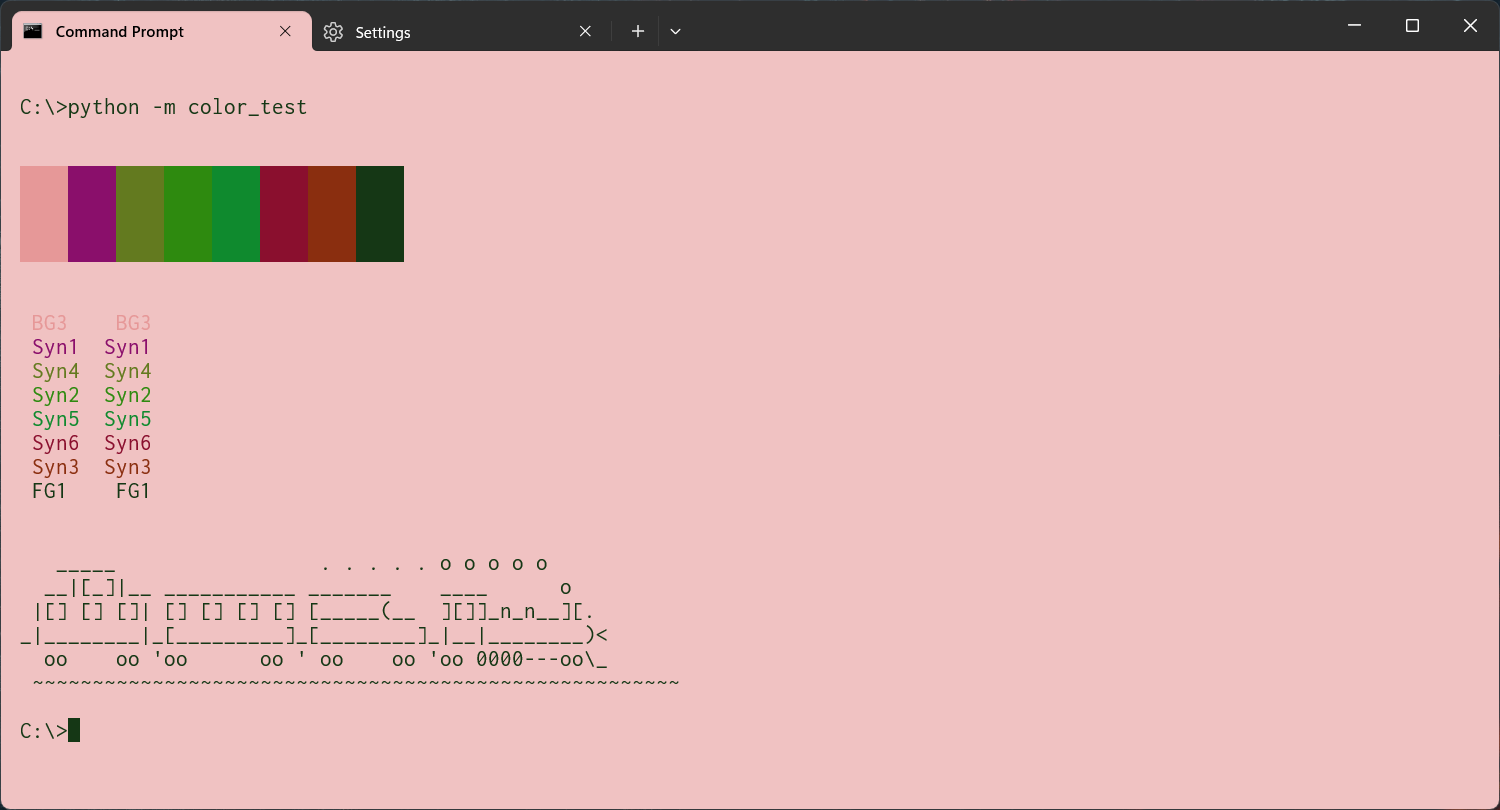 Command Prompt Settings
C:\>python -m color_test
BG3    BG3
Syn1  Syn1
Syn4  Syn4
Syn2  Syn2
Syn5  Syn5
Syn6  Syn6
Syn3  Syn3
FG1    FG1
   _____                 . . . . . o o o o o
  __|[_]|__ ___________ _______    ____      o
 |[] [] []| [] [] [] [] [_____(__  ][]]_n_n__][.
_|________|_[_________]_[________]_|__|________)<
  oo    oo 'oo      oo ' oo    oo 'oo 0000---oo\_
 ~~~~~~~~~~~~~~~~~~~~~~~~~~~~~~~~~~~~~~~~~~~~~~~~~~~~~~
C:\>